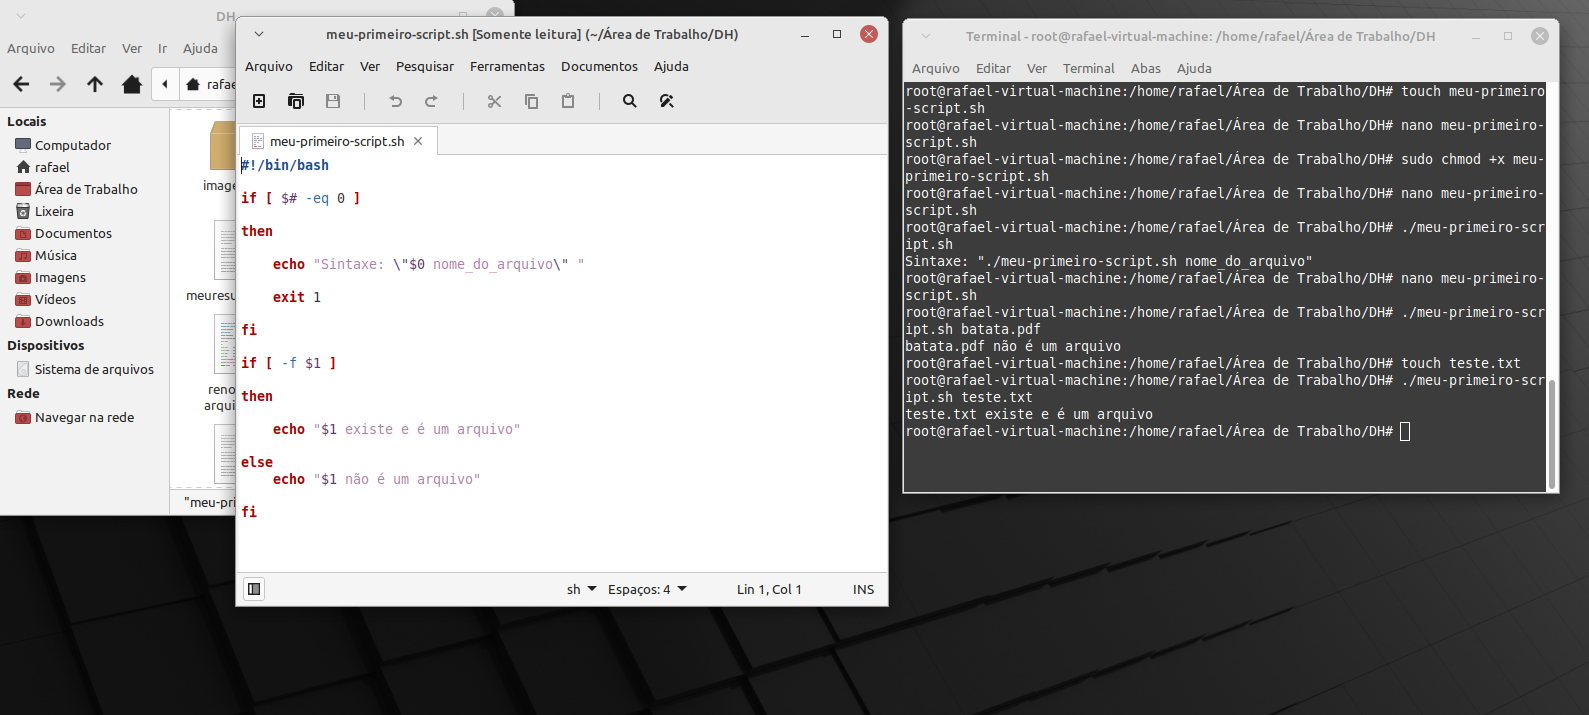 DH
Arquivo Editar Ver Ir Ajuda
rafae
Locais
Computador
rafael
Área de Trabalho
Lixeira
Documentos
Música
Imagens
Vídeos
Downloads
Dispositivos
Sistema de arquivos
Rede
Navegar na rede
image
meuresu
reno
arqui
"meu-pri
meu-primeiro-script.sh [Somente leitura] (~/Área de Trabalho/DH)
Arquivo Editar Ver Pesquisar Ferramentas Documentos Ajuda
meu-primeiro-script.sh
#!/bin/bash
if [ $# -eq 0 ]
then
echo "Sintaxe: \"$0 nome_do_arquivo\" "
exit 1
fi
if [ -f $1 ]
then
echo "$1 existe e é um arquivo"
else
echo "$1 não é um arquivo"
fi
sh Espaços: 4 Lin 1, Col 1 INS
Terminal - root@rafael-virtual-machine: /home/rafael/Área de Trabalho/DH
Arquivo Editar Ver Terminal Abas Ajuda
root@rafael-virtual-machine:/home/rafael/Área de Trabalho/DH# touch meu-primeiro
-script.sh
root@rafael-virtual-machine:/home/rafael/Área de Trabalho/DH# nano meu-primeiro-
script.sh
root@rafael-virtual-machine:/home/rafael/Área de Trabalho/DH# sudo chmod +x meu-
primeiro-script.sh
root@rafael-virtual-machine:/home/rafael/Área de Trabalho/DH# nano meu-primeiro-
script.sh
root@rafael-virtual-machine:/home/rafael/Área de Trabalho/DH# ./meu-primeiro-scr
ipt.sh
Sintaxe: "./meu-primeiro-script.sh nome_do_arquivo"
root@rafael-virtual-machine:/home/rafael/Área de Trabalho/DH# nano meu-primeiro-
script.sh
root@rafael-virtual-machine:/home/rafael/Área de Trabalho/DH# ./meu-primeiro-scr
ipt.sh batata.pdf
batata.pdf não é um arquivo
root@rafael-virtual-machine:/home/rafael/Área de Trabalho/DH# touch teste.txt
root@rafael-virtual-machine:/home/rafael/Área de Trabalho/DH# ./meu-primeiro-scr
ipt.sh teste.txt
teste.txt existe e é um arquivo
root@rafael-virtual-machine:/home/rafael/Área de Trabalho/DH#